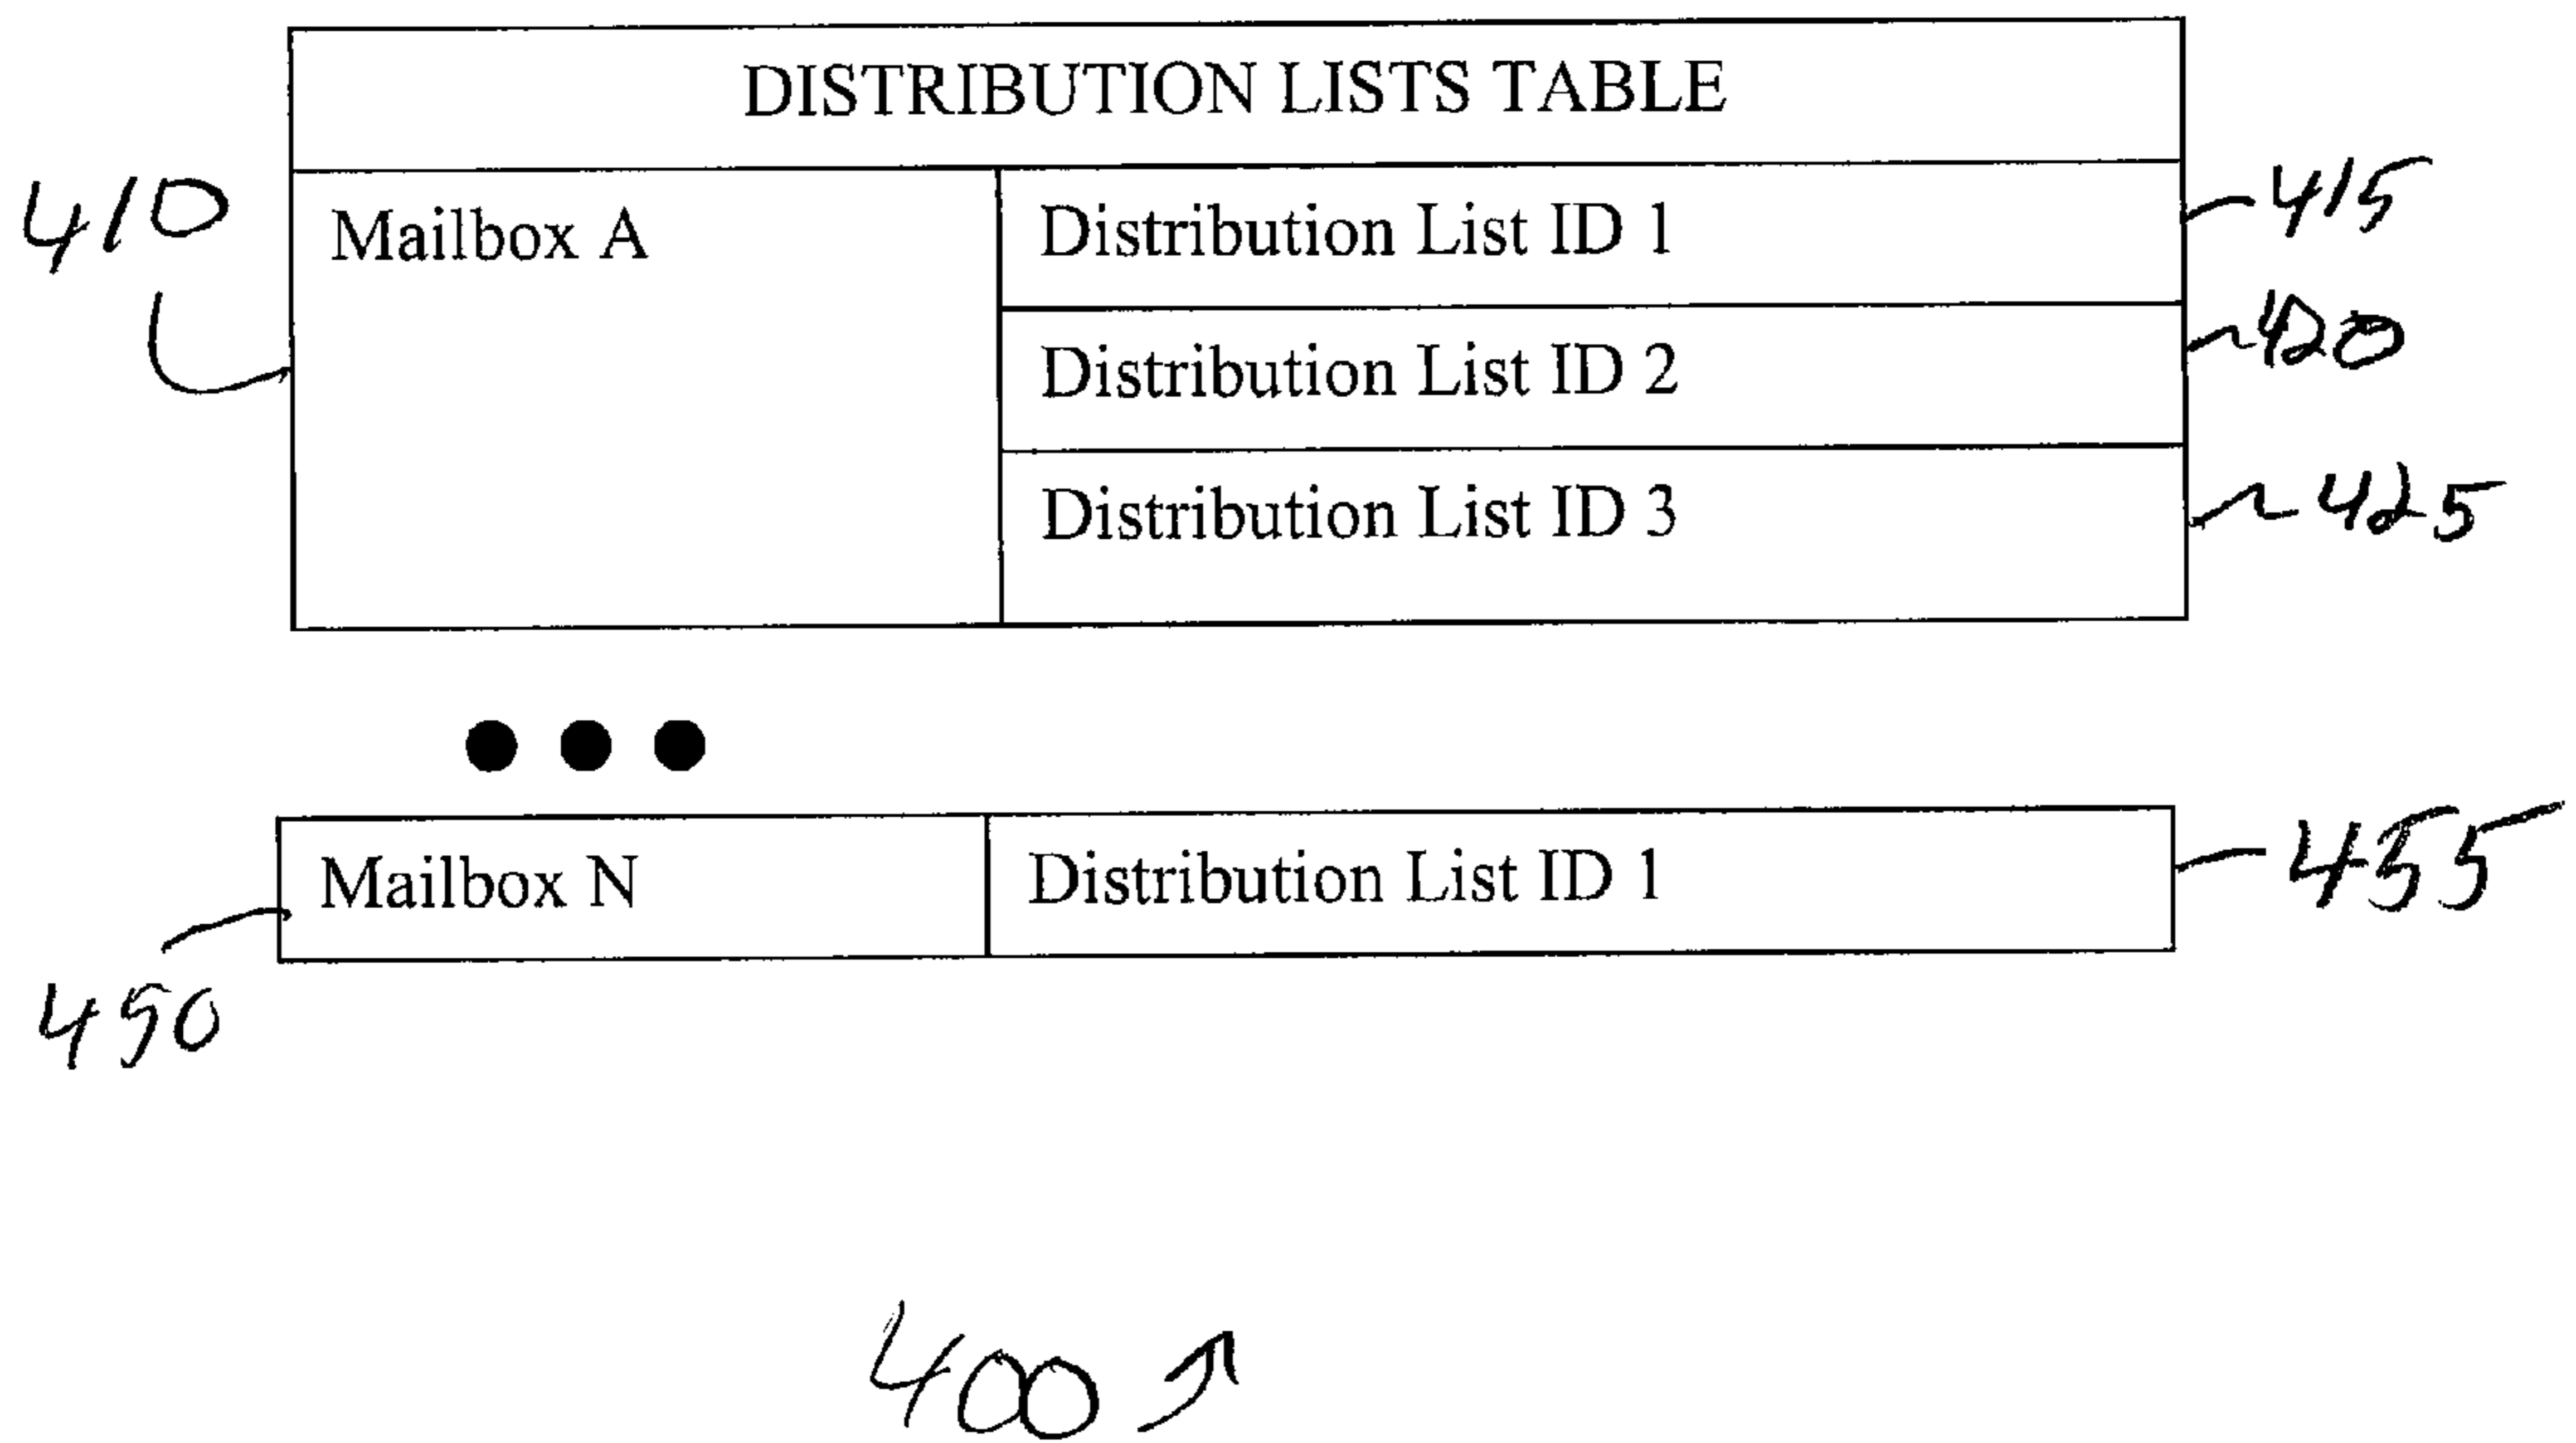 DISTRIBUTION LISTS TABLE
410
Mailbox A
Distribution List ID 1
415
Distribution List ID 2
420
Distribution List ID 3
425
Mailbox N
Distribution List ID 1
455
450
400